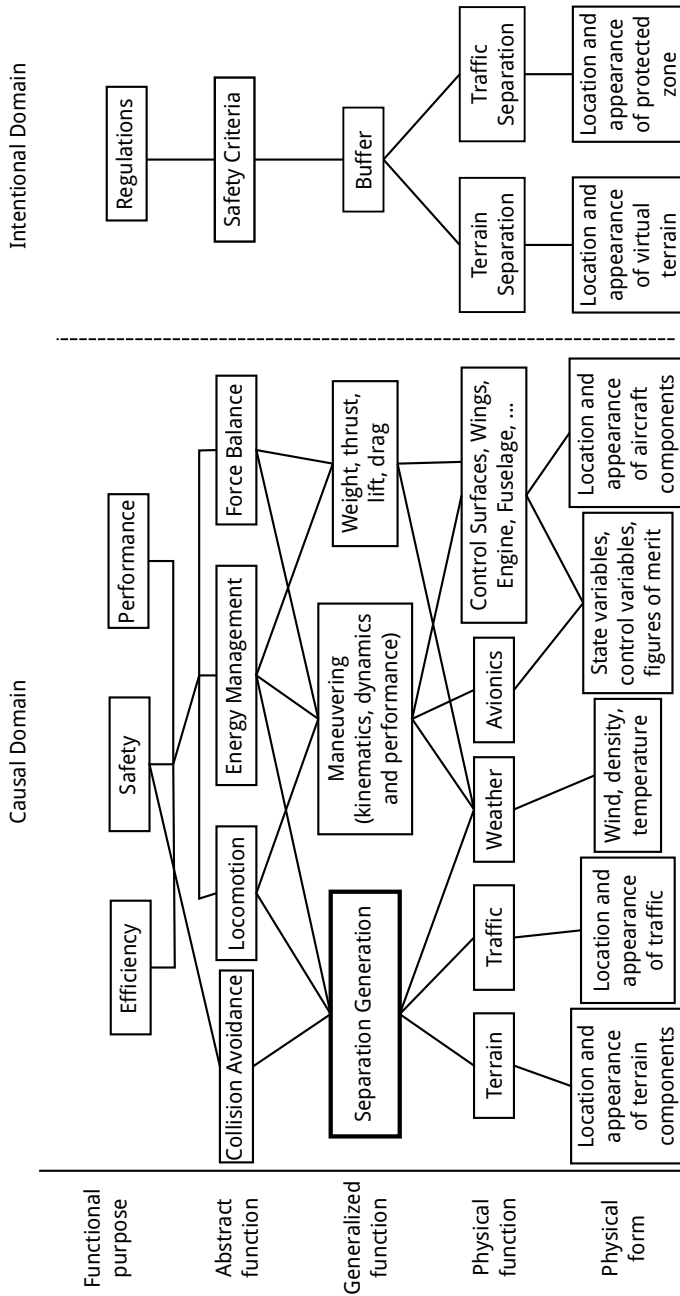 Causal Domain
Intentional Domain
Functional
purpose
Efficiency
Safety
Performance
Regulations
Abstract
function
Collision Avoidance
Locomotion
Energy Management
Force Balance
Safety Criteria
Generalized
function
Separation Generation
Maneuvering
(kinematics, dynamics
and performance)
Weight, thrust,
lift, drag
Buffer
Physical
function
Terrain
Traffic
Weather
Avionics
Control Surfaces, Wings,
Engine, Fuselage, ...
Terrain
Separation
Traffic
Separation
Physical
form
Location and
appearance
of terrain
components
Location and
appearance
of traffic
Wind, density,
temperature
State variables,
control variables,
figures of merit
Location and
appearance
of aircraft
components
Location and
appearance
of virtual
terrain
Location and
appearance
of protected
zone